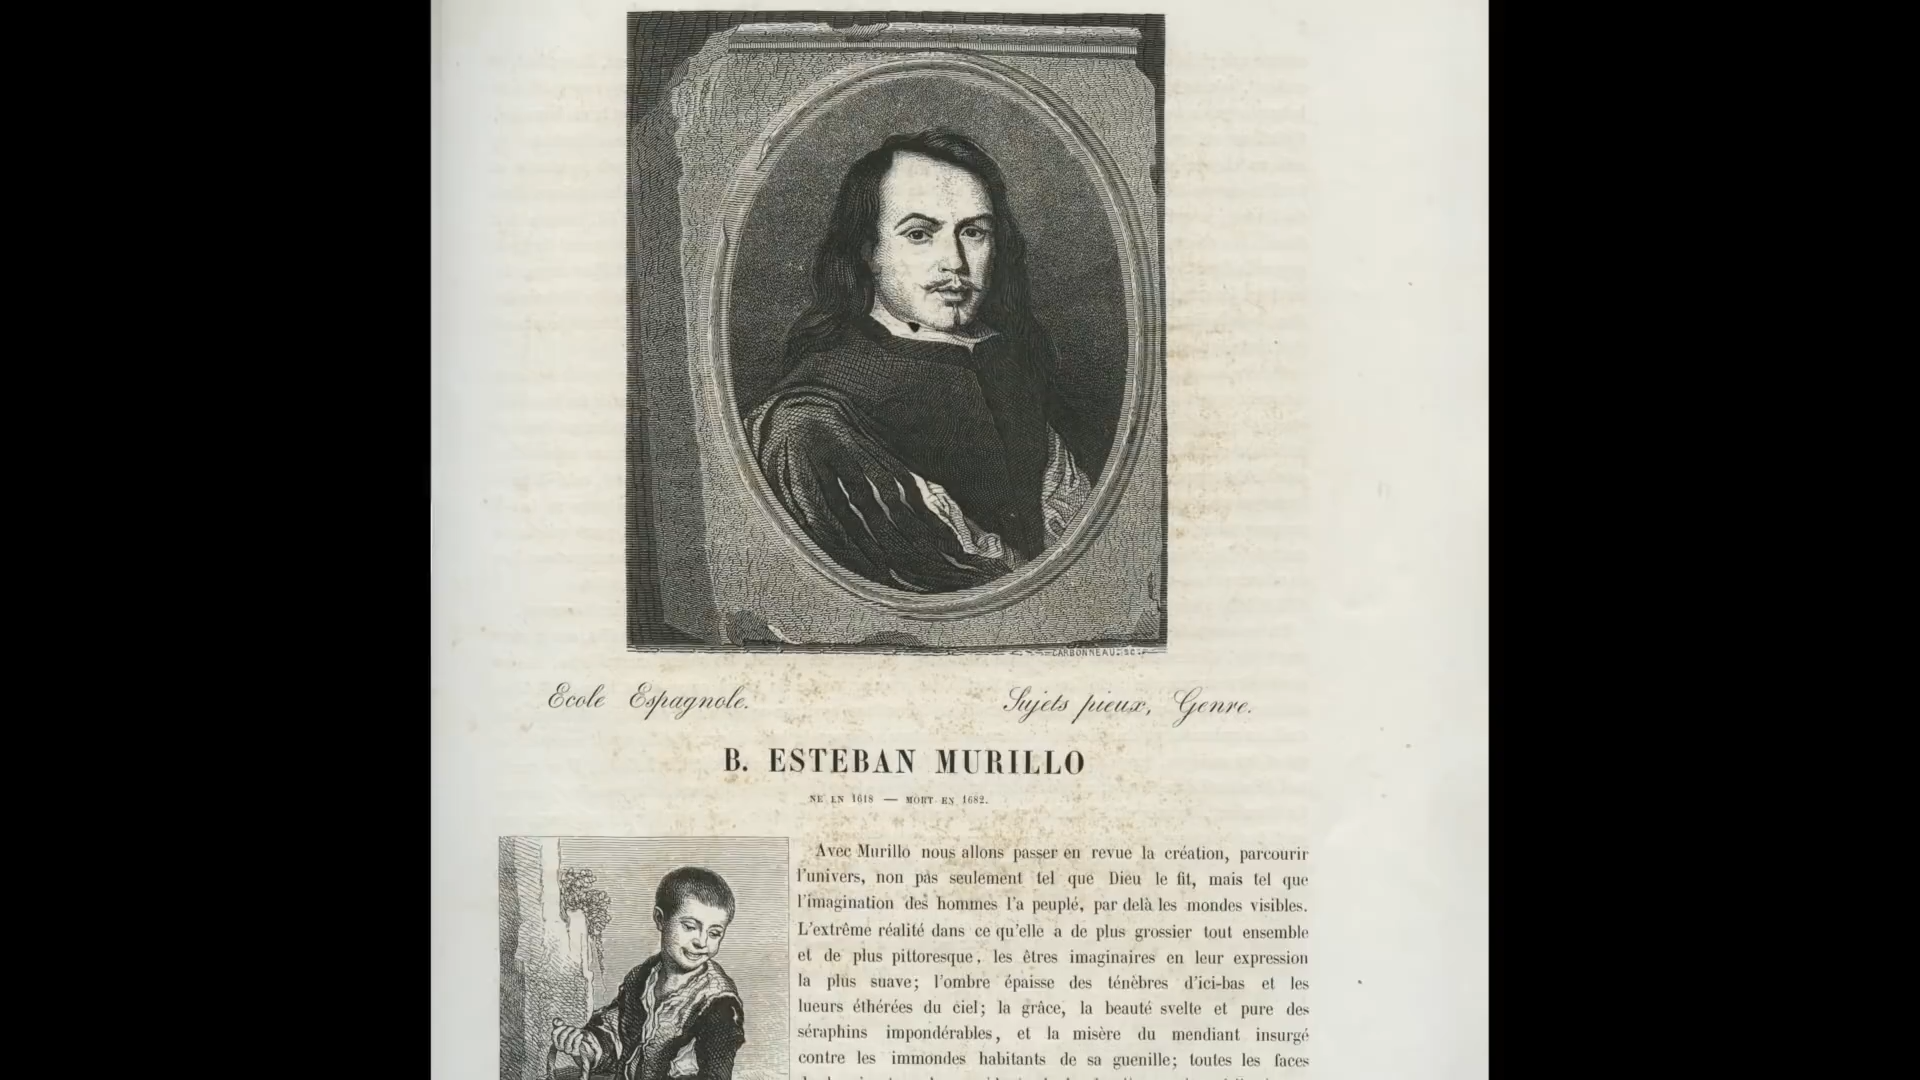 CARBONNEAU. SC.
Ecole Espagnole.
Sujets pieux, Genre.
B. ESTEBAN MURILLO
NÉ EN 1618 — MORT EN 1682.
Avec Murillo nous allons passer en revue la création, parcourir
l'univers, non pas seulement tel que Dieu le fit, mais tel que
l'imagination des hommes l'a peuplé, par delà les mondes visibles.
L'extrême réalité dans ce qu'elle a de plus grossier tout ensemble
et de plus pittoresque, les êtres imaginaires en leur expression
la plus suave; l'ombre épaisse des ténèbres d'ici-bas et les
lueurs éthérées du ciel; la grâce, la beauté svelte et pure des
séraphins impondérables, et la misère du mendiant insurgé
contre les immondes habitants de sa guenille; toutes les faces